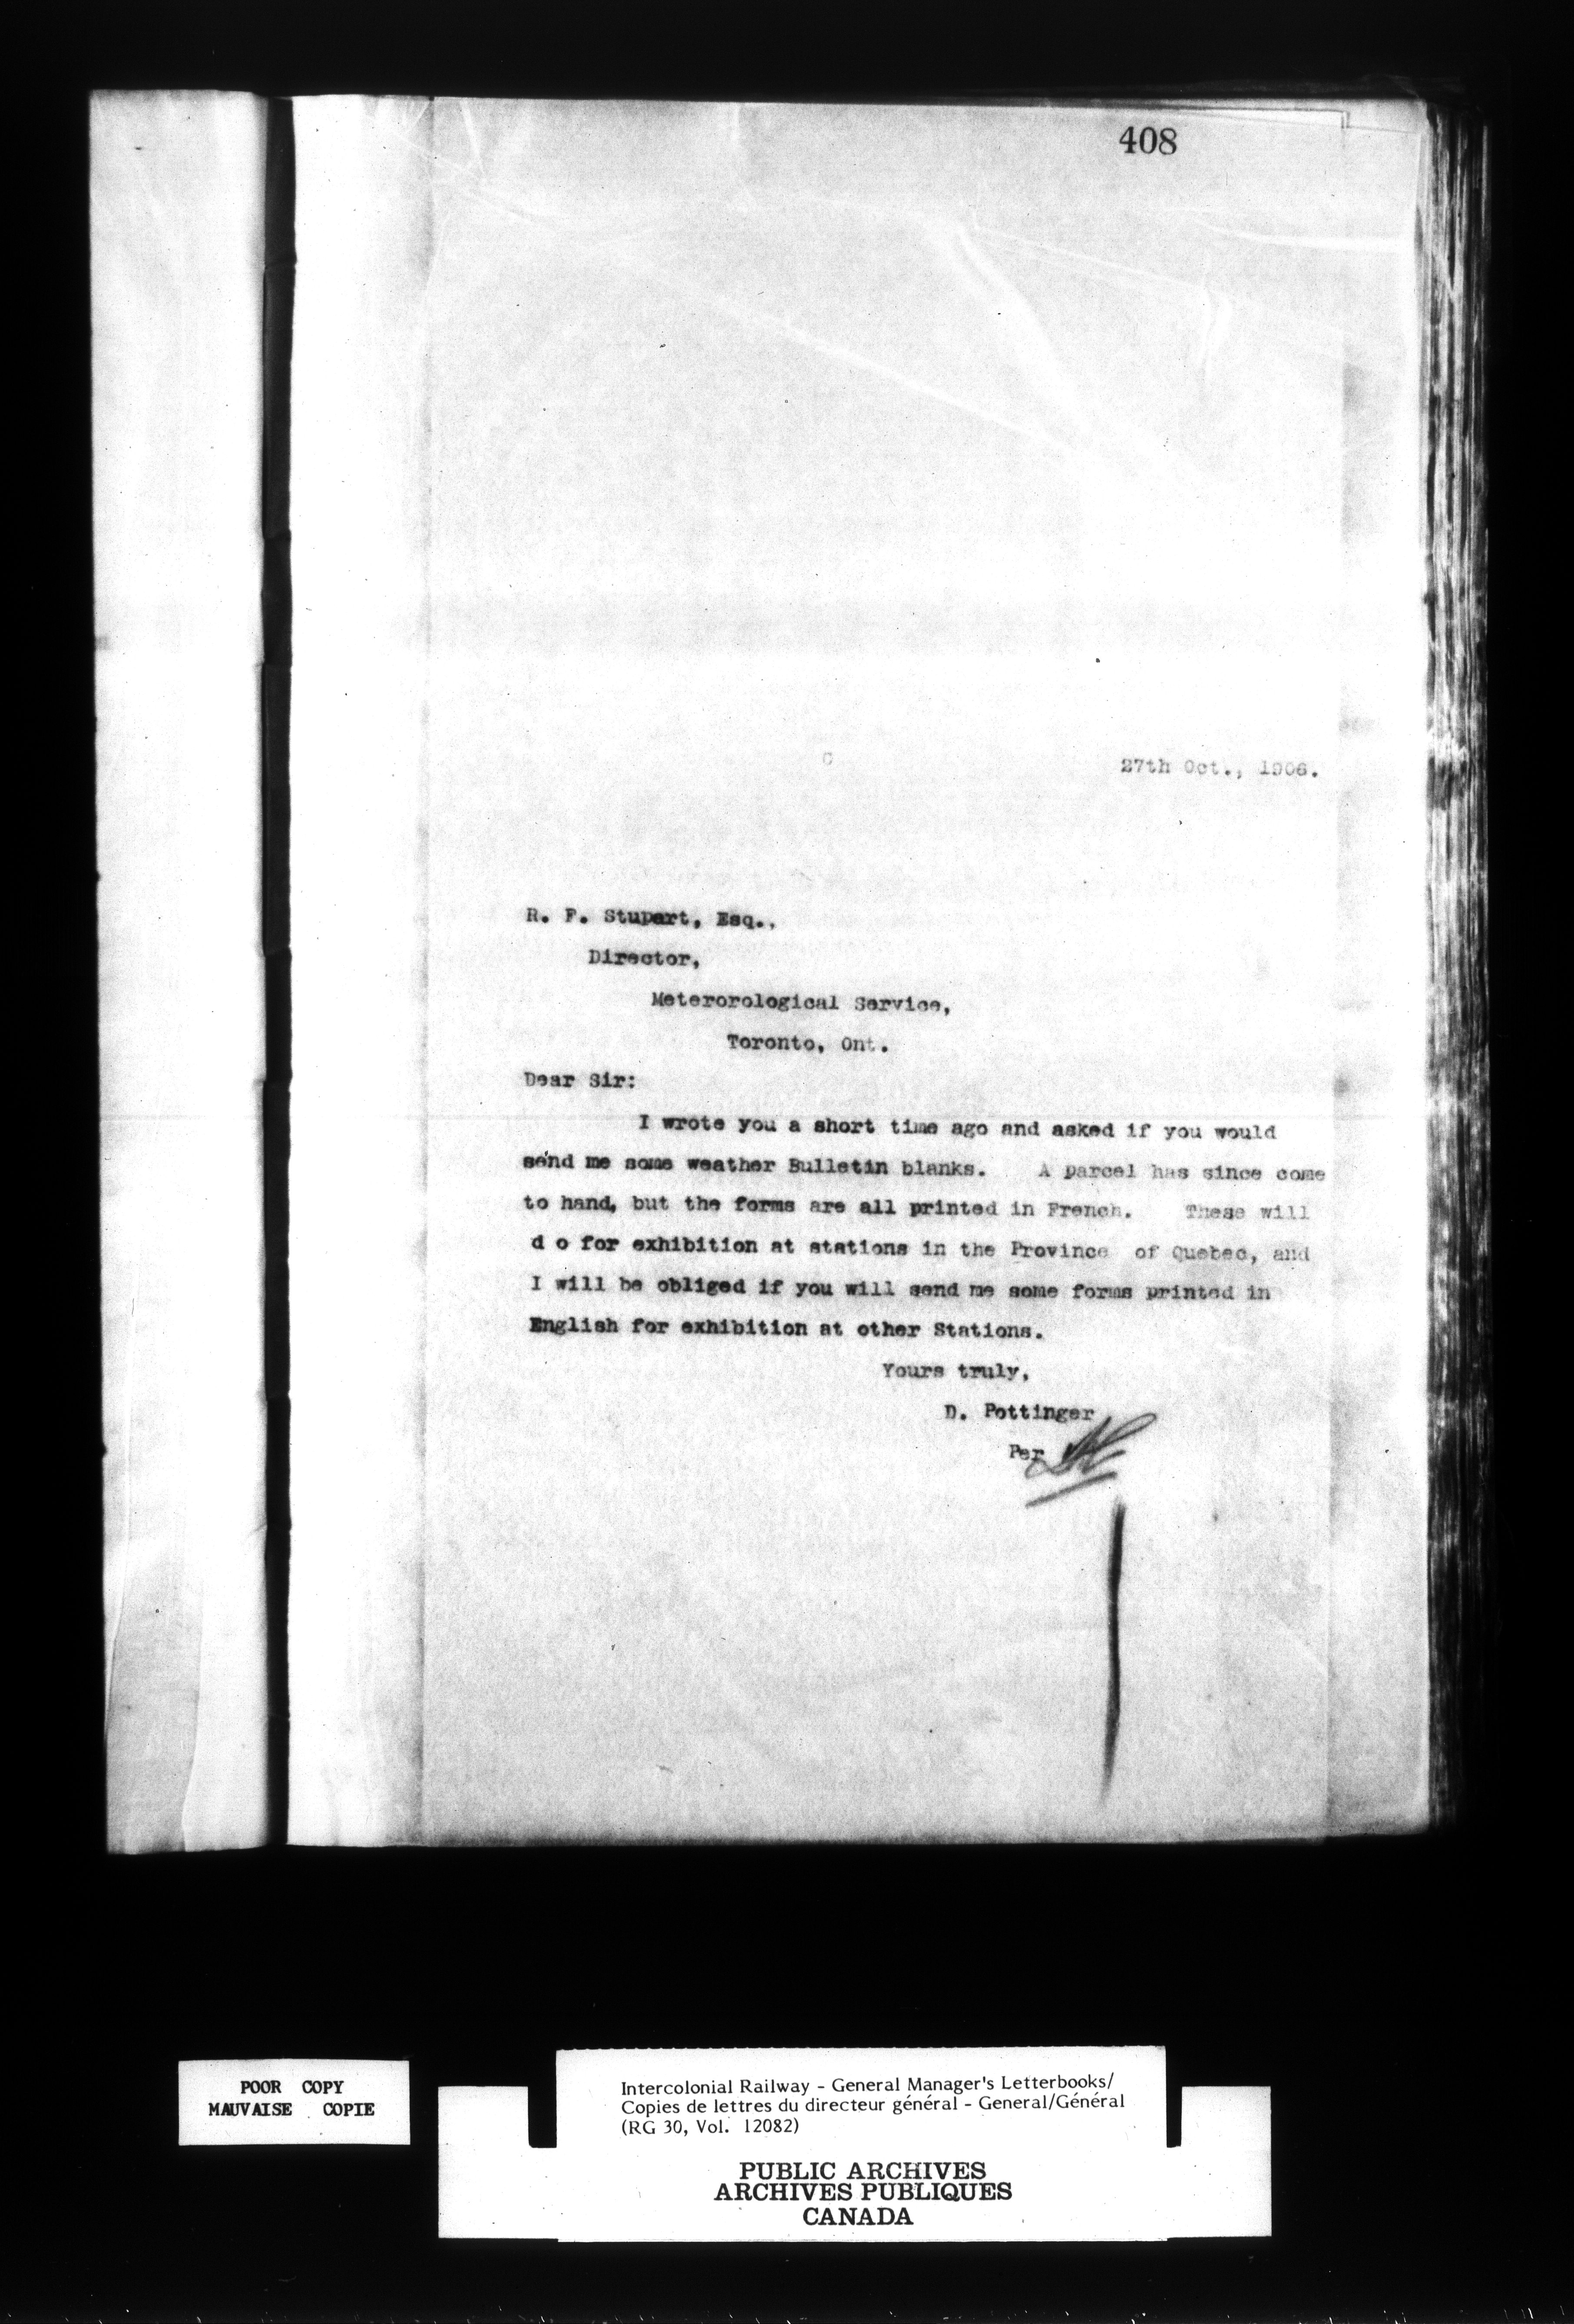 408
27th Oct., 1906.
R. F. Stupart, Esq.,
Director,
Meterorological Service,
Toronto, Ont.
Dear Sir:
I wrote you a short time ago and asked if you would
send me some weather Bulletin blanks. A parcel has since come
to hand, but the forms are all printed in French. These will
d o for exhibition at stations in the Province of Quebec, and
I will be obliged if you will send me some forms printed in
English for exhibition at other Stations.
Yours truly,
D. Pottinger
Per
POOR COPY
MAUVAISE COPIE
Intercolonial Railway - General Manager's Letterbooks/
Copies de lettres du directeur général - General/Général
(RG 30, Vol. 12082)
PUBLIC ARCHIVES
ARCHIVES PUBLIQUES
CANADA